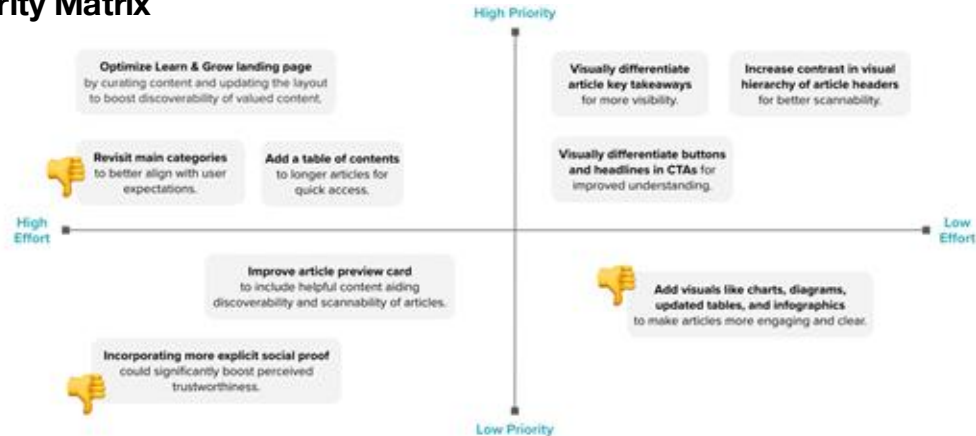 rity Matrix
High Priority
Optimize Learn & Grow landing page
by curating content and updating the layout
to boost discoverability of valued content.
Visually differentiate
article key takeaways
for more visibility.
Increase contrast in visual
hierarchy of article headers
for better scannability.
Revisit main categories
to better align with user
expectations.
Add a table of contents
to longer articles for
quick access.
Visually differentiate buttons
and headlines in CTAs for
improved understanding.
High
Effort
Low
Effort
Improve article preview card
to include helpful content aiding
discoverability and scannability of articles.
Add visuals like charts, diagrams,
updated tables, and infographics
to make articles more engaging and clear.
Incorporating more explicit social proof
could significantly boost perceived
trustworthiness.
Low Priority